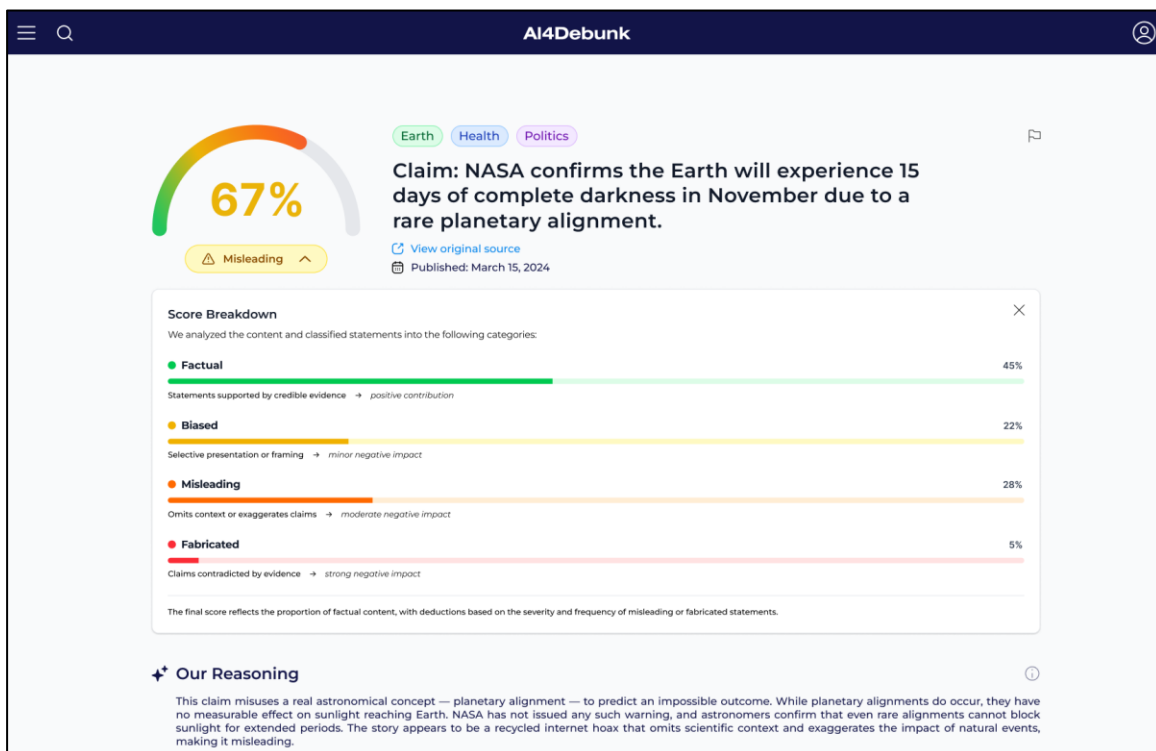 AI4Debunk
Earth Health Politics
Claim: NASA confirms the Earth will experience 15
days of complete darkness in November due to a
rare planetary alignment.
67%
View original source
Misleading
Published: March 15, 2024
Score Breakdown
We analyzed the content and classified statements into the following categories:
Factual 45%
Statements supported by credible evidence → positive contribution
Biased 22%
Selective presentation or framing → minor negative impact
Misleading 28%
Omits context or exaggerates claims → moderate negative impact
Fabricated 5%
Claims contradicted by evidence → strong negative impact
The final score reflects the proportion of factual content, with deductions based on the severity and frequency of misleading or fabricated statements.
Our Reasoning
This claim misuses a real astronomical concept — planetary alignment — to predict an impossible outcome. While planetary alignments do occur, they have
no measurable effect on sunlight reaching Earth. NASA has not issued any such warning, and astronomers confirm that even rare alignments cannot block
sunlight for extended periods. The story appears to be a recycled internet hoax that omits scientific context and exaggerates the impact of natural events,
making it misleading.